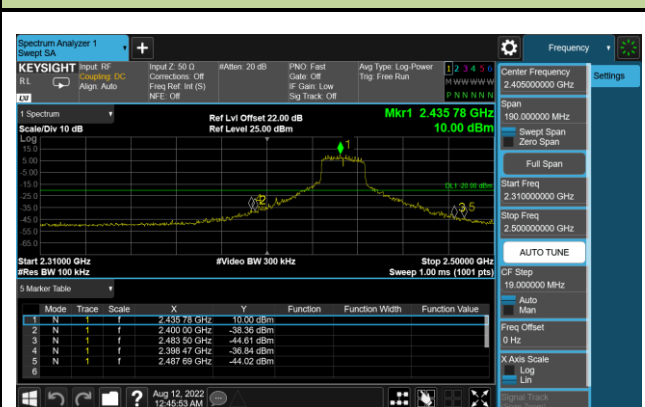 Spectrum Analyzer 1
Swept SA
Frequency
KEYSIGHT Input: RF Input Z: 50 Ω #Atten: 20 dB PNO: Fast Avg Type: Log-Power 1 2 3 4 5 6
RL Coupling: DC Corrections: Off Gate: Off Trig: Free Run M W W W W W
Align: Auto Freq Ref: Int (S) IF Gain: Low
NFE: Off Sig Track: Off P N N N N N
1 Spectrum
Ref Lvl Offset 22.00 dB Mkr1 2.435 78 GHz
Scale/Div 10 dB Ref Level 25.00 dBm 10.00 dBm
Log
15.0
5.00
-5.00
-15.0
DL1 -20.00 dBm
-25.0
-35.0
-45.0
-55.0
-65.0
1
Start 2.31000 GHz #Video BW 300 kHz Stop 2.50000 GHz
#Res BW 100 kHz Sweep 1.00 ms (1001 pts)
5 Marker Table
Mode Trace Scale X Y Function Function Width Function Value
1 N 1 f 2.435 78 GHz 10.00 dBm
2 N 1 f 2.400 00 GHz -38.36 dBm
3 N 1 f 2.483 50 GHz -44.61 dBm
4 N 1 f 2.398 47 GHz -36.84 dBm
5 N 1 f 2.487 69 GHz -44.02 dBm
6
Aug 12, 2022
12:45:53 AM
Center Frequency
2.405000000 GHz
Settings
Span
190.000000 MHz
Swept Span
Zero Span
Full Span
Start Freq
2.310000000 GHz
Stop Freq
2.500000000 GHz
AUTO TUNE
CF Step
19.000000 MHz
Auto
Man
Freq Offset
0 Hz
X Axis Scale
Log
Lin
Signal Track